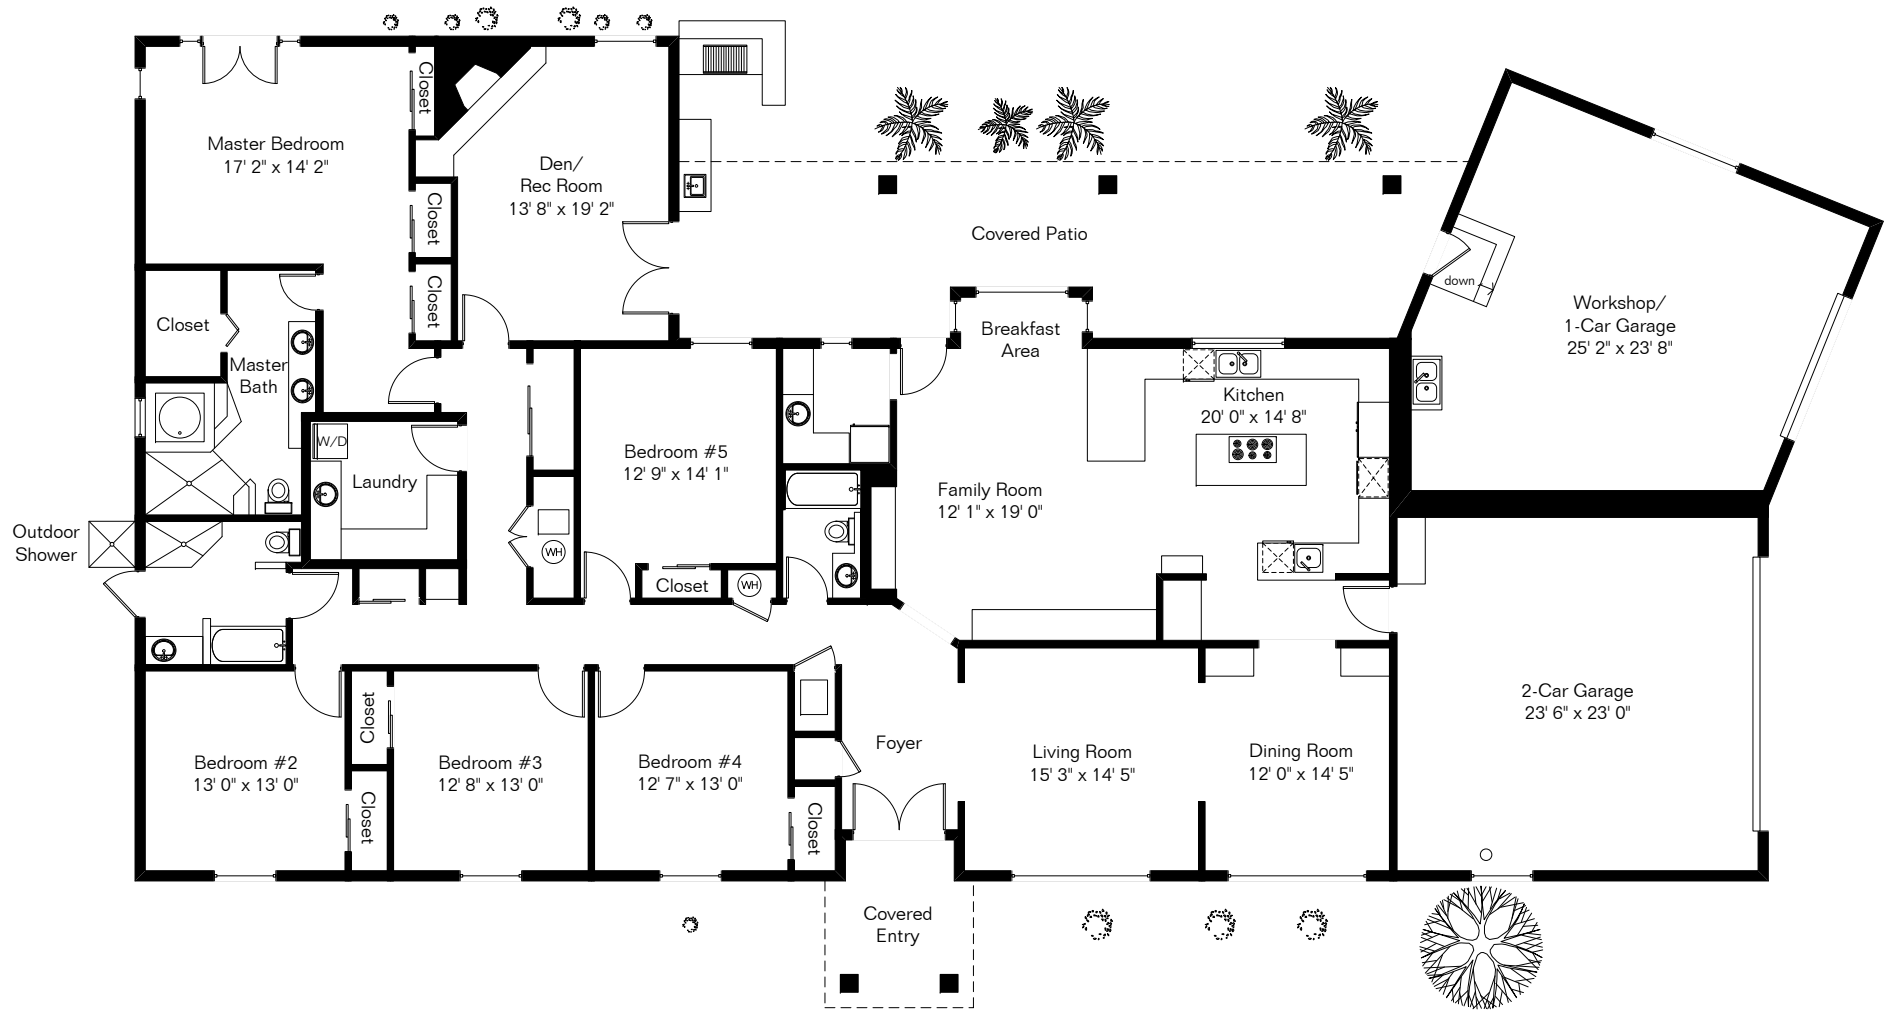 Closet
Master Bedroom
17' 2" x 14' 2"
Den/
Rec Room
13' 8" x 19' 2"
Closet
Closet
Covered Patio
down
Workshop/
1-Car Garage
25' 2" x 23' 8"
Closet
Master
Bath
Breakfast
Area
Kitchen
20' 0" x 14' 8"
W/D
Laundry
Bedroom #5
12' 9" x 14' 1"
Family Room
12' 1" x 19' 0"
Outdoor
Shower
WH
Closet
WH
Closet
Closet
Bedroom #2
13' 0" x 13' 0"
Bedroom #3
12' 8" x 13' 0"
Bedroom #4
12' 7" x 13' 0"
Closet
Foyer
Living Room
15' 3" x 14' 5"
Dining Room
12' 0" x 14' 5"
2-Car Garage
23' 6" x 23' 0"
Covered
Entry